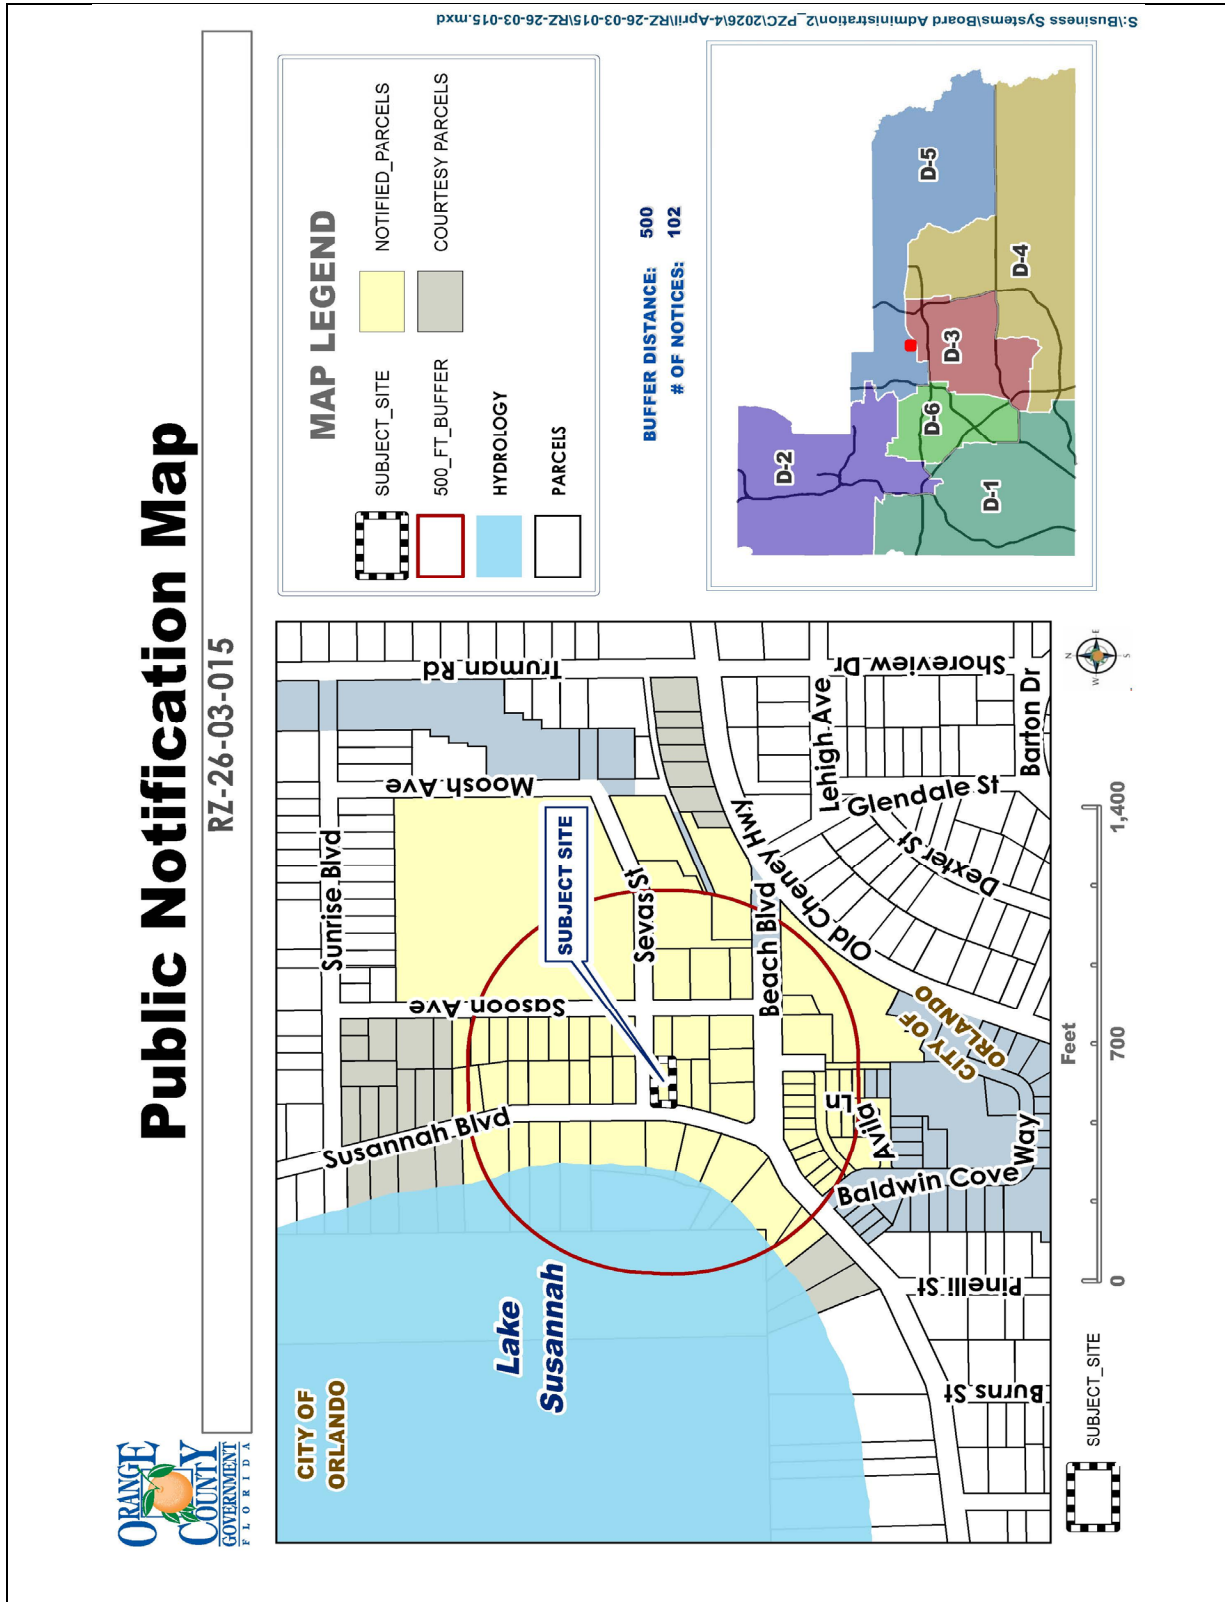 Public Notification Map
RZ-26-03-015
ORANGE
COUNTY
GOVERNMENT
FLORIDA
MAP LEGEND
SUBJECT_SITE
NOTIFIED_PARCELS
500_FT_BUFFER
COURTESY PARCELS
HYDROLOGY
PARCELS
BUFFER DISTANCE: 500
# OF NOTICES: 102
D-2
D-5
D-6
D-3
D-4
D-1
CITY OF
ORLANDO
Lake
Susannah
Susannah Blvd
Sunrise Blvd
Truman Rd
Moosh Ave
Sasoon Ave
SUBJECT SITE
Sevas St
Beach Blvd
Old Cheney Hwy
Lehigh Ave
Shoreview Dr
Glendale St
Dexter St
Barton Dr
Avila
Ln
Baldwin Cove Way
CITY OF
ORLANDO
Pinelli St
Burns St
N
W
E
S
SUBJECT_SITE
Feet
0
700
1,400
S:\Business Systems\Board Administration\2_PZC\2026\4-April\RZ-26-03-015\RZ-26-03-015.mxd